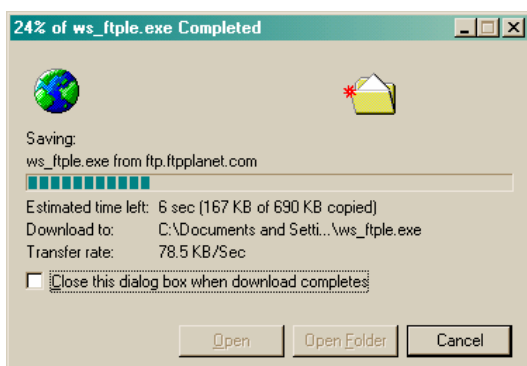 24% of ws_ftple.exe Completed
Saving:
ws_ftple.exe from ftp.ftpplanet.com
Estimated time left: 6 sec (167 KB of 690 KB copied)
Download to: C:\Documents and Setti...\ws_ftple.exe
Transfer rate: 78.5 KB/Sec
Close this dialog box when download completes
Open Open Folder Cancel